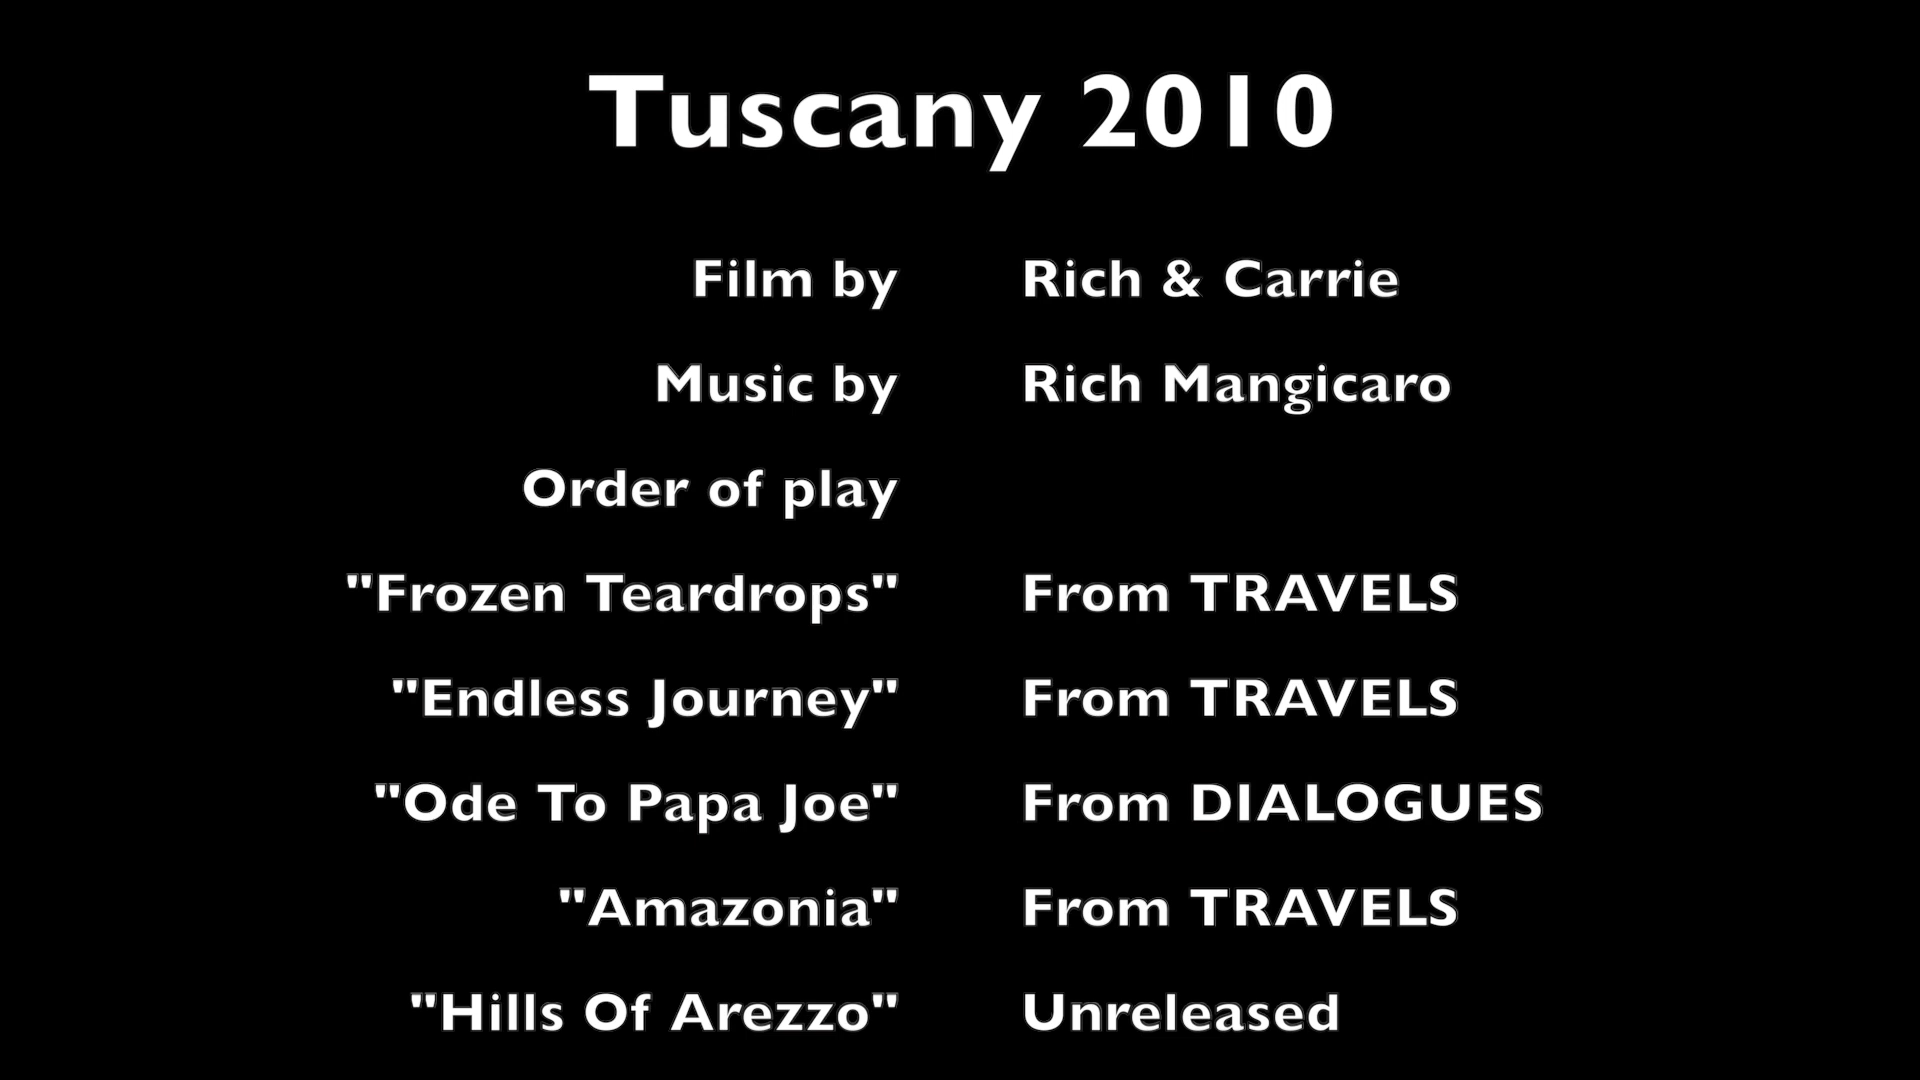 Tuscany 2010
Film by Rich & Carrie
Music by Rich Mangicaro
Order of play
"Frozen Teardrops" From TRAVELS
"Endless Journey" From TRAVELS
"Ode To Papa Joe" From DIALOGUES
"Amazonia" From TRAVELS
"Hills Of Arezzo" Unreleased